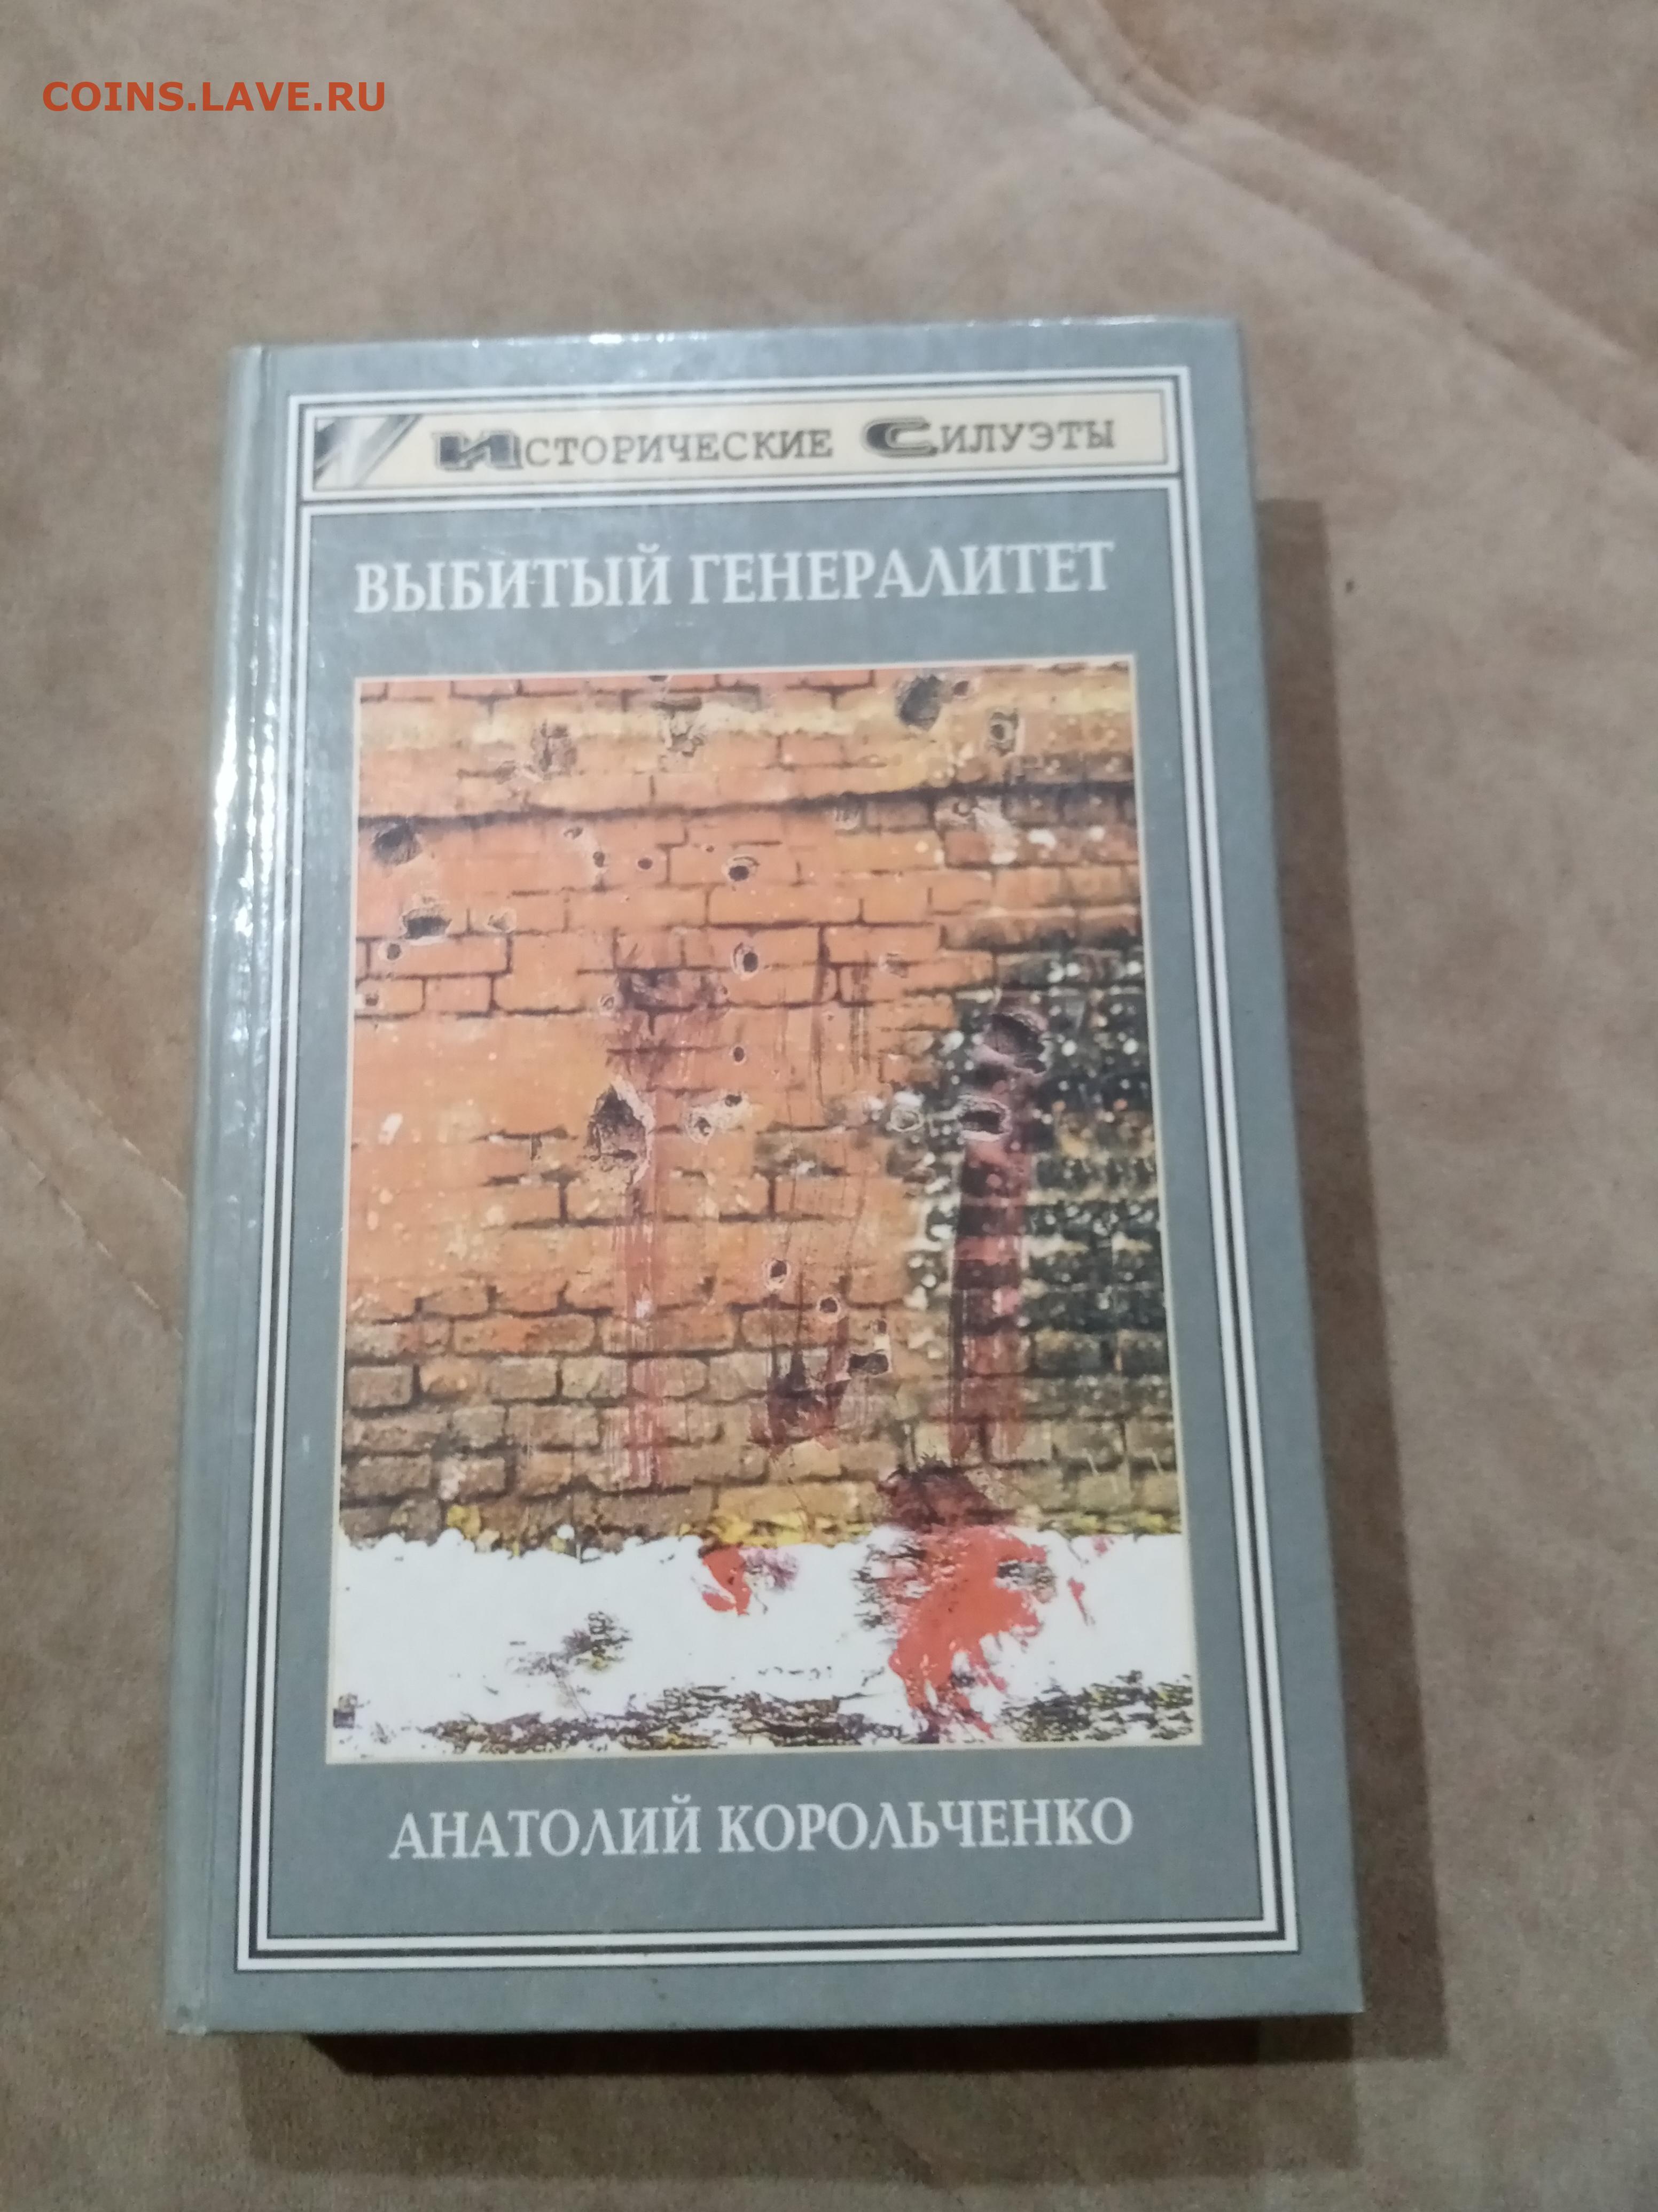 COINS.LAVE.RU
Исторические Силуэты
ВЫБИТЫЙ ГЕНЕРАЛИТЕТ
АНАТОЛИЙ КОРОЛЬЧЕНКО